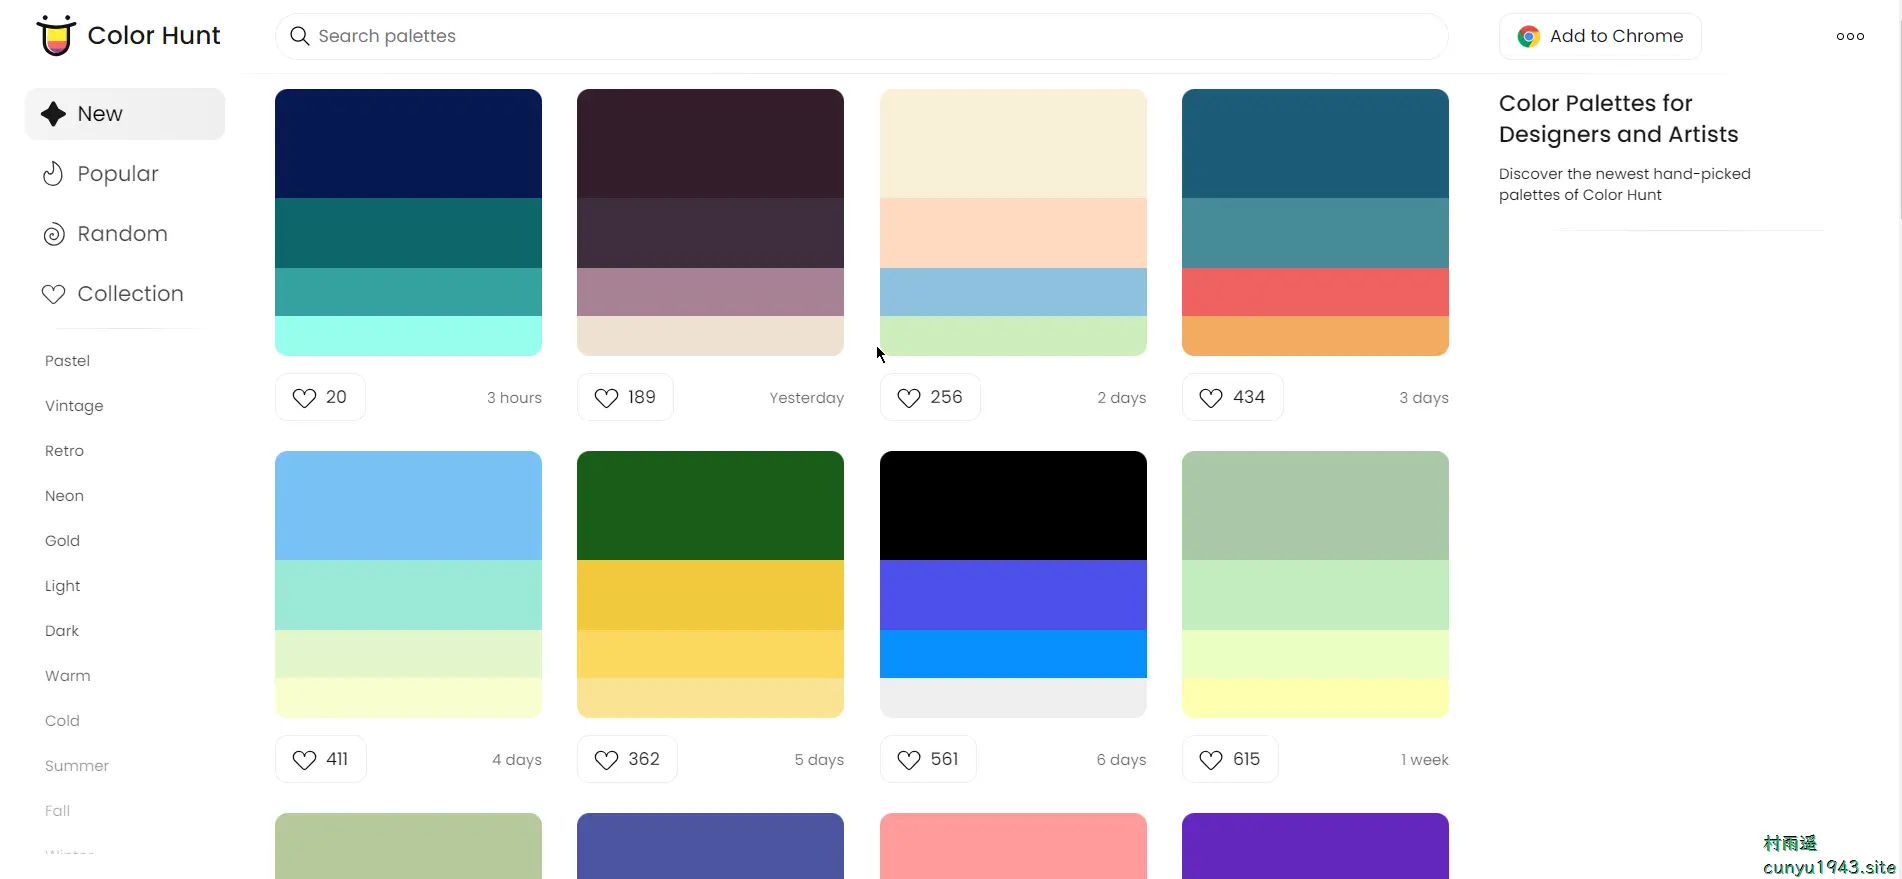 Color Hunt
Search palettes
Add to Chrome
New
Popular
Random
Collection
Pastel
Vintage
Retro
Neon
Gold
Light
Dark
Warm
Cold
Summer
Fall
Winter
20
3 hours
189
Yesterday
256
2 days
434
3 days
411
4 days
362
5 days
561
6 days
615
1 week
Color Palettes for
Designers and Artists
Discover the newest hand-picked
palettes of Color Hunt
村雨遥
cunyu1943.site